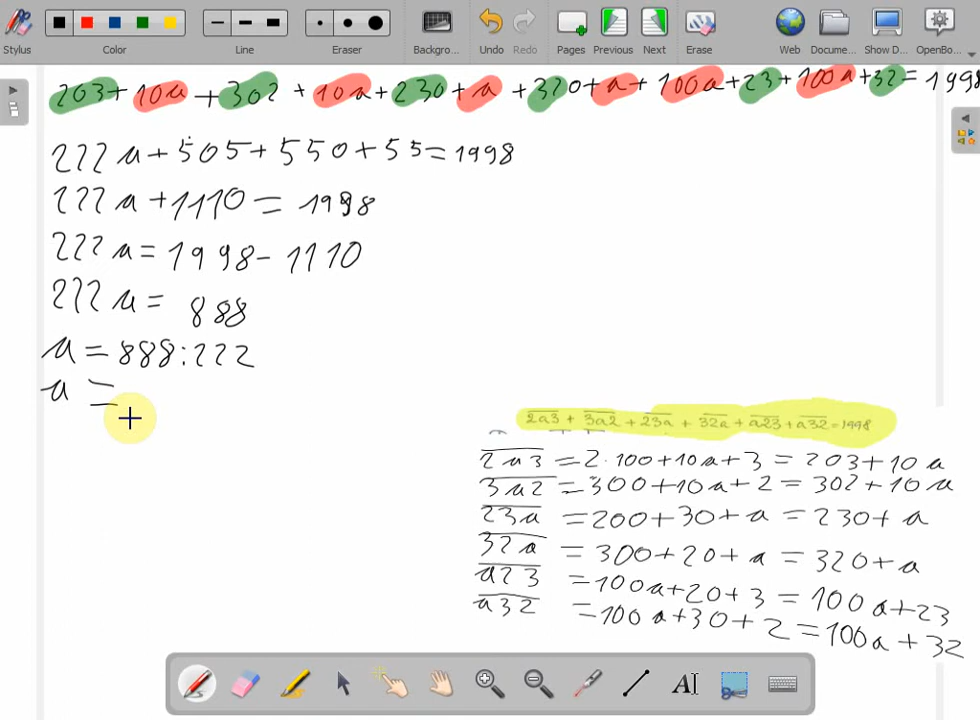 Stylus Color Line Eraser Backgro... Undo Redo Pages Previous Next Erase Web Docume... Show D... OpenBo...
203+10a+302+10a+230+a+320+a+100a+23+100a+32=1998
222a+505+550+55=1998
222a+1110=1998
222a=1998-1110
222a=888
a=888:222
a=
2a3+3a2+23a+32a+a23+a32=1998
2a3=2·100+10a+3=203+10a
3a2=300+10a+2=302+10a
23a=200+30+a=230+a
32a=300+20+a=320+a
a23=100a+20+3=100a+23
a32=100a+30+2=100a+32